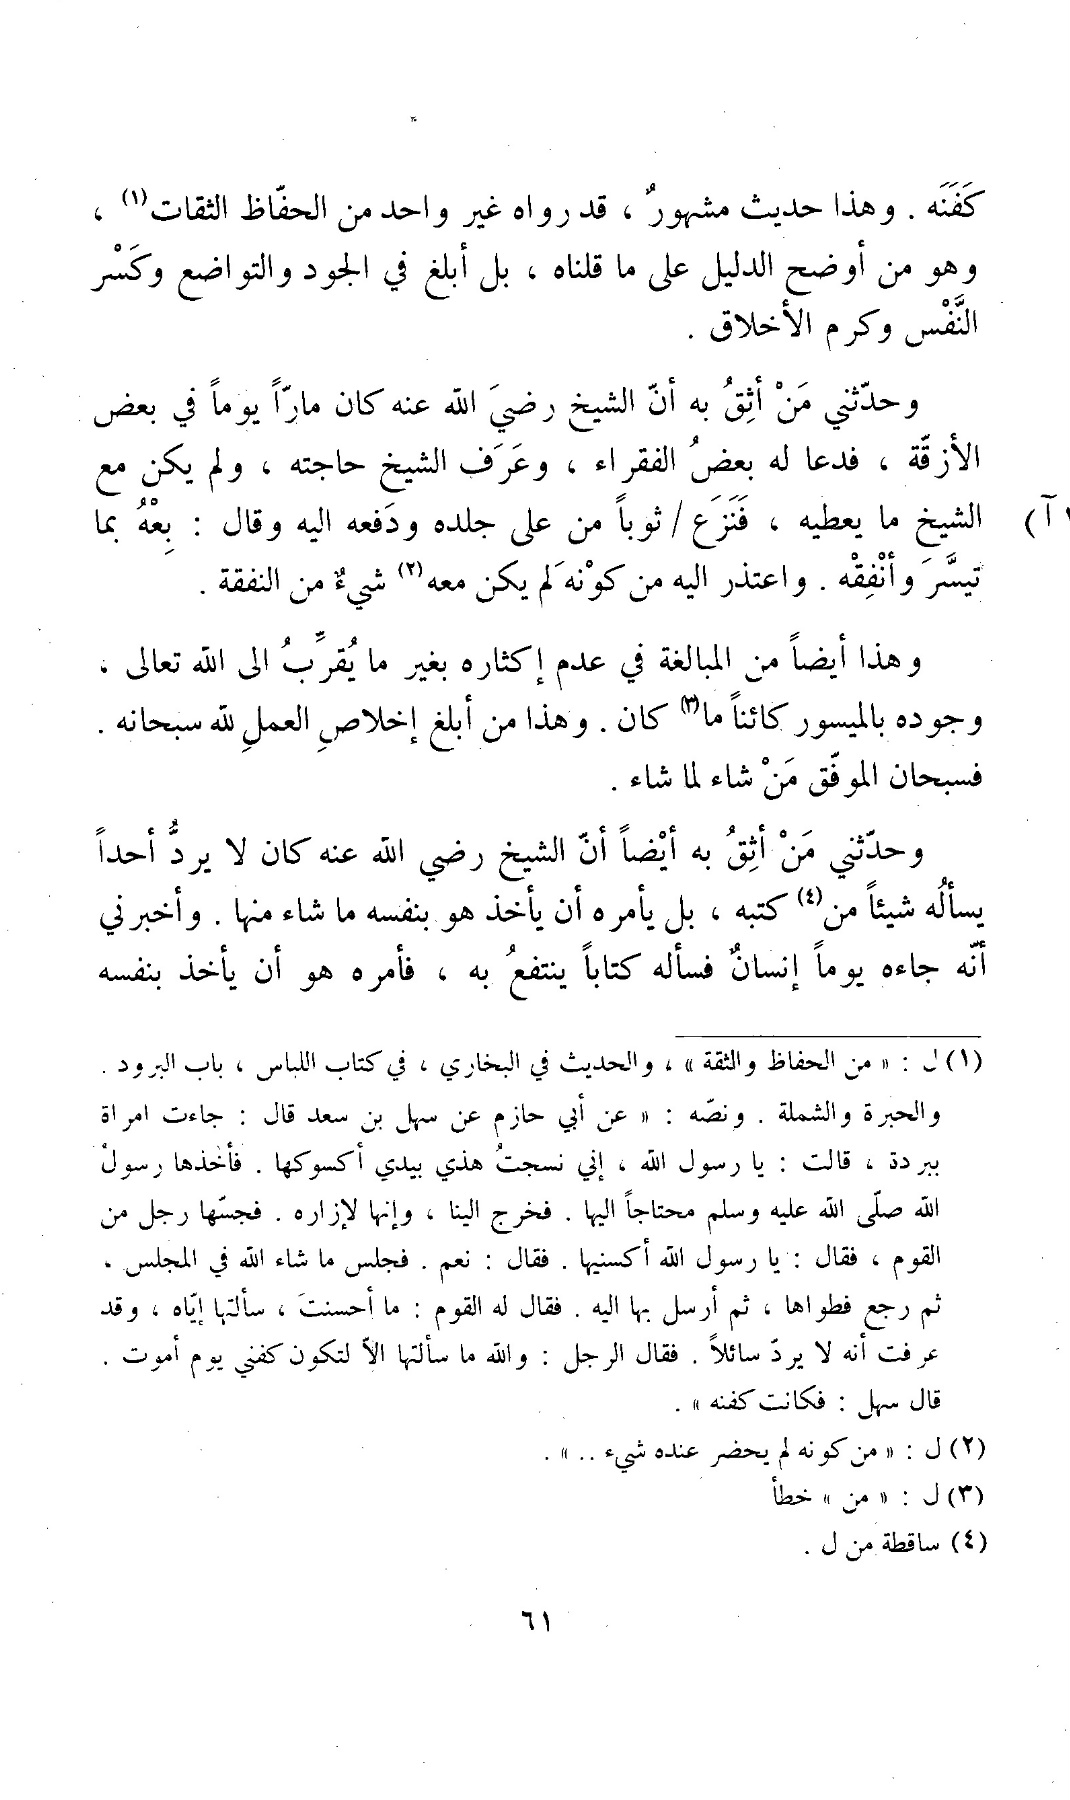 كَفَنَه . وهذا حديث مشهورٌ ، قد رواه غير واحد من الحفّاظ الثقات(١) ،
وهو من أوضح الدليل على ما قلناه ، بل أبلغ في الجود والتواضع وكَسْر
النَّفْس وكرم الأخلاق .
وحدّثني مَنْ أثِقُ به أنّ الشيخ رضيَ الله عنه كان مارّاً يوماً في بعض
الأزقّة ، فدعا له بعضُ الفقراء ، وعَرَف الشيخ حاجته ، ولم يكن مع
الشيخ ما يعطيه ، فَنَزَع / ثوباً من على جلده ودَفعه اليه وقال : بِعْهُ بما
تيسَّرَ وأنْفِقْه . واعتذر اليه من كوْنه لم يكن معه(٢) شيءٌ من النفقة .
وهذا أيضاً من المبالغة في عدم إكثاره بغير ما يُقرِّبُ الى الله تعالى ،
وجوده بالميسور كائناً ما(٣) كان . وهذا من أبلغ إخلاصِ العملِ لله سبحانه .
فسبحان الموفّق مَنْ شاء لما شاء .
وحدّثني مَنْ أثِقُ به أيْضاً أنّ الشيخ رضي الله عنه كان لا يردُّ أحداً
يسألُه شيئاً من(٤) كتبه ، بل يأمره أن يأخذ هو بنفسه ما شاء منها . وأخبرني
أنّه جاءه يوماً إنسانٌ فسأله كتاباً ينتفعُ به ، فأمره هو أن يأخذ بنفسه
(١) ل : « من الحفاظ والثقة » ، والحديث في البخاري ، في كتاب اللباس ، باب البرود .
والحبرة والشملة . ونصّه : « عن أبي حازم عن سهل بن سعد قال : جاءت امراة
ببردة ، قالت : يا رسول الله ، إني نسجتُ هذي بيدي أكسوكها . فأخذها رسولُ
الله صلّى الله عليه وسلم محتاجاً اليها . فخرج الينا ، وإنها لإزاره . فجسّها رجل من
القوم ، فقال : يا رسول الله أكسنيها . فقال : نعم . فجلس ما شاء الله في المجلس ،
ثم رجع فطواها ، ثم أرسل بها اليه . فقال له القوم : ما أحسنتَ ، سألتها إيّاه ، وقد
عرفت أنه لا يردّ سائلاً . فقال الرجل : والله ما سألتها الاّ لتكون كفني يوم أموت .
قال سهل : فكانت كفنه » .
(٢) ل : « من كونه لم يحضر عنده شيء .. » .
(٣) ل : « من » خطأ
(٤) ساقطة من ل .
٦١